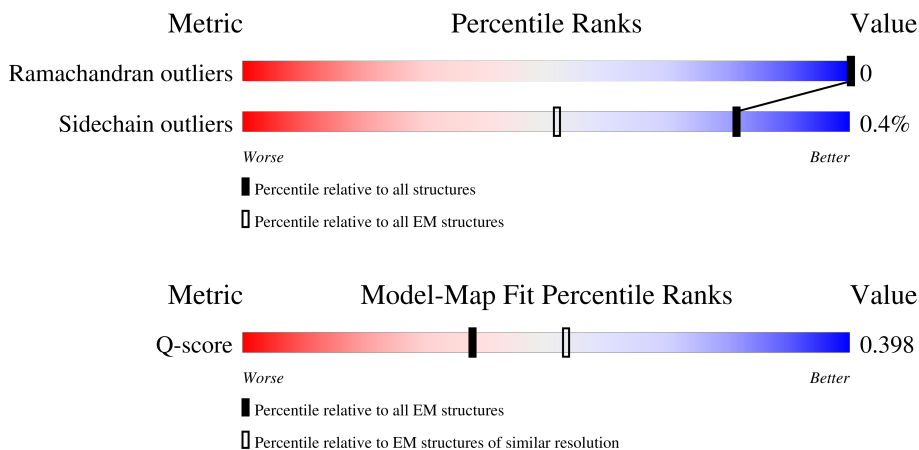 Metric Percentile Ranks Value
Ramachandran outliers 0
Sidechain outliers 0.4%
Worse Better
Percentile relative to all structures
Percentile relative to all EM structures
Metric Model-Map Fit Percentile Ranks Value
Q-score 0.398
Worse Better
Percentile relative to all EM structures
Percentile relative to EM structures of similar resolution